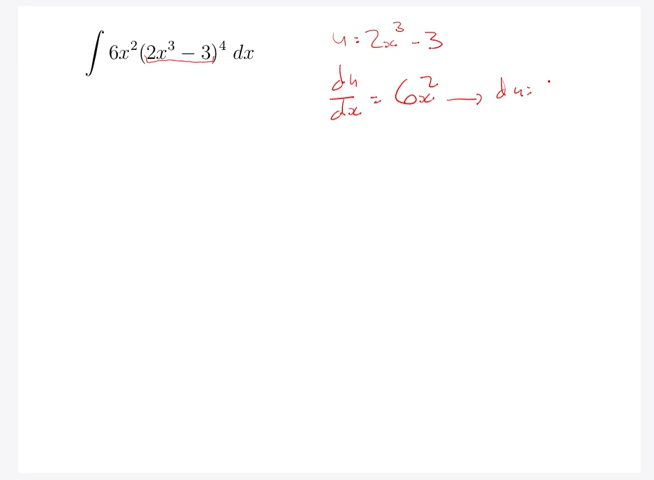 ∫ 6x²(2x³ − 3)⁴ dx
u = 2x³ - 3
du/dx = 6x² → du =